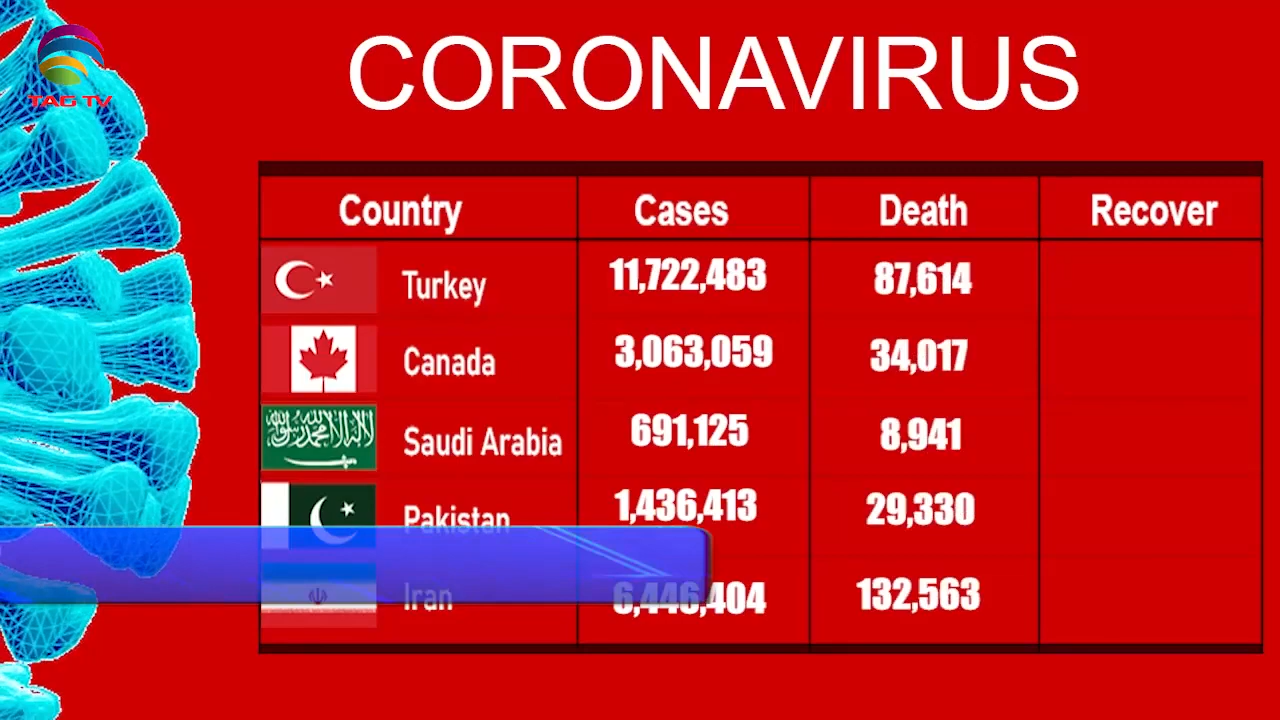 TAG TV
CORONAVIRUS
Country Cases Death Recover
Turkey 11,722,483 87,614
Canada 3,063,059 34,017
Saudi Arabia 691,125 8,941
Pakistan 1,436,413 29,330
Iran 6,446,404 132,563